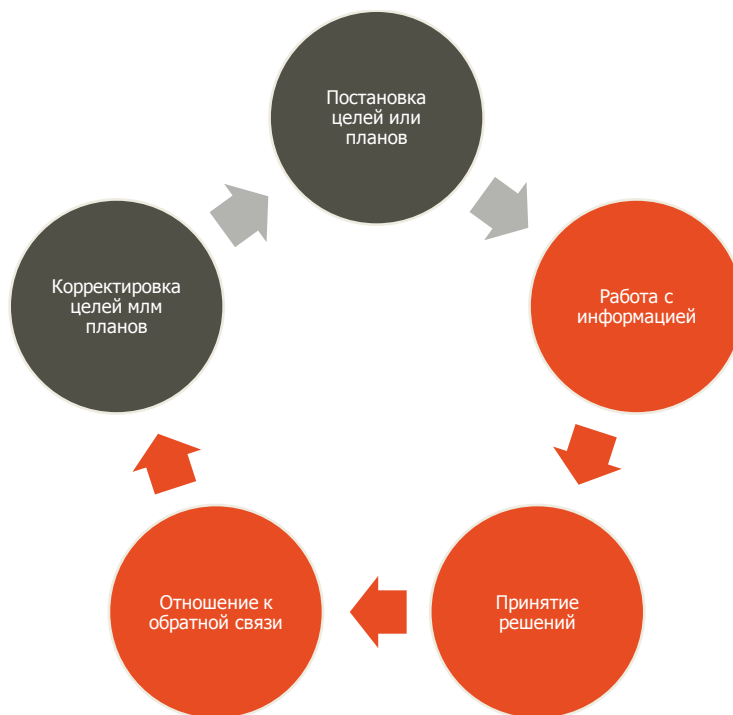 Постановка
целей или
планов
Работа с
информацией
Принятие
решений
Отношение к
обратной связи
Корректировка
целей млм
планов